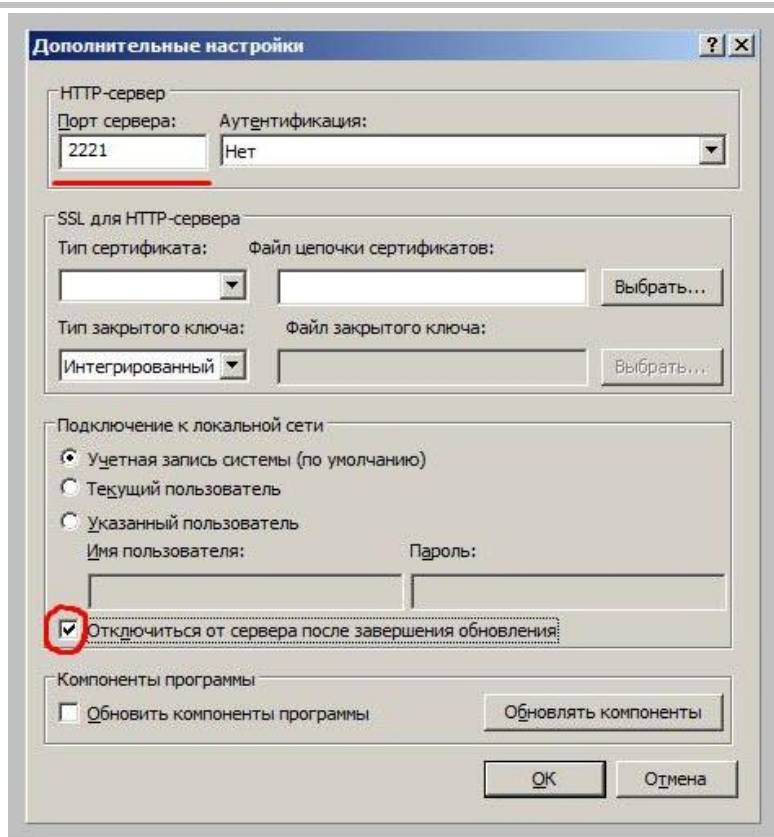 Дополнительные настройки
HTTP-сервер
Порт сервера: Аутентификация:
2221 Нет
SSL для HTTP-сервера
Тип сертификата: Файл цепочки сертификатов:
Выбрать...
Тип закрытого ключа: Файл закрытого ключа:
Интегрированный Выбрать...
Подключение к локальной сети
Учетная запись системы (по умолчанию)
Текущий пользователь
Указанный пользователь
Имя пользователя: Пароль:
Отключиться от сервера после завершения обновления
Компоненты программы
Обновить компоненты программы Обновлять компоненты
OK Отмена